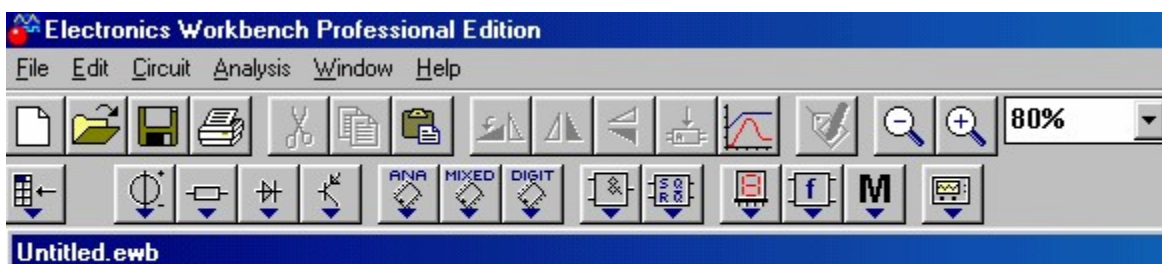 Electronics Workbench Professional Edition
File Edit Circuit Analysis Window Help
80%
ANA MIXED DIGIT & S Q R Q f M
Untitled.ewb